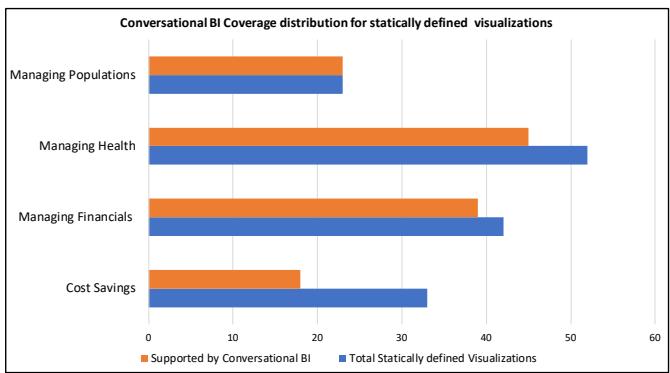 Conversational BI Coverage distribution for statically defined visualizations
Managing Populations
Managing Health
Managing Financials
Cost Savings
0 10 20 30 40 50 60
Supported by Conversational BI Total Statically defined Visualizations